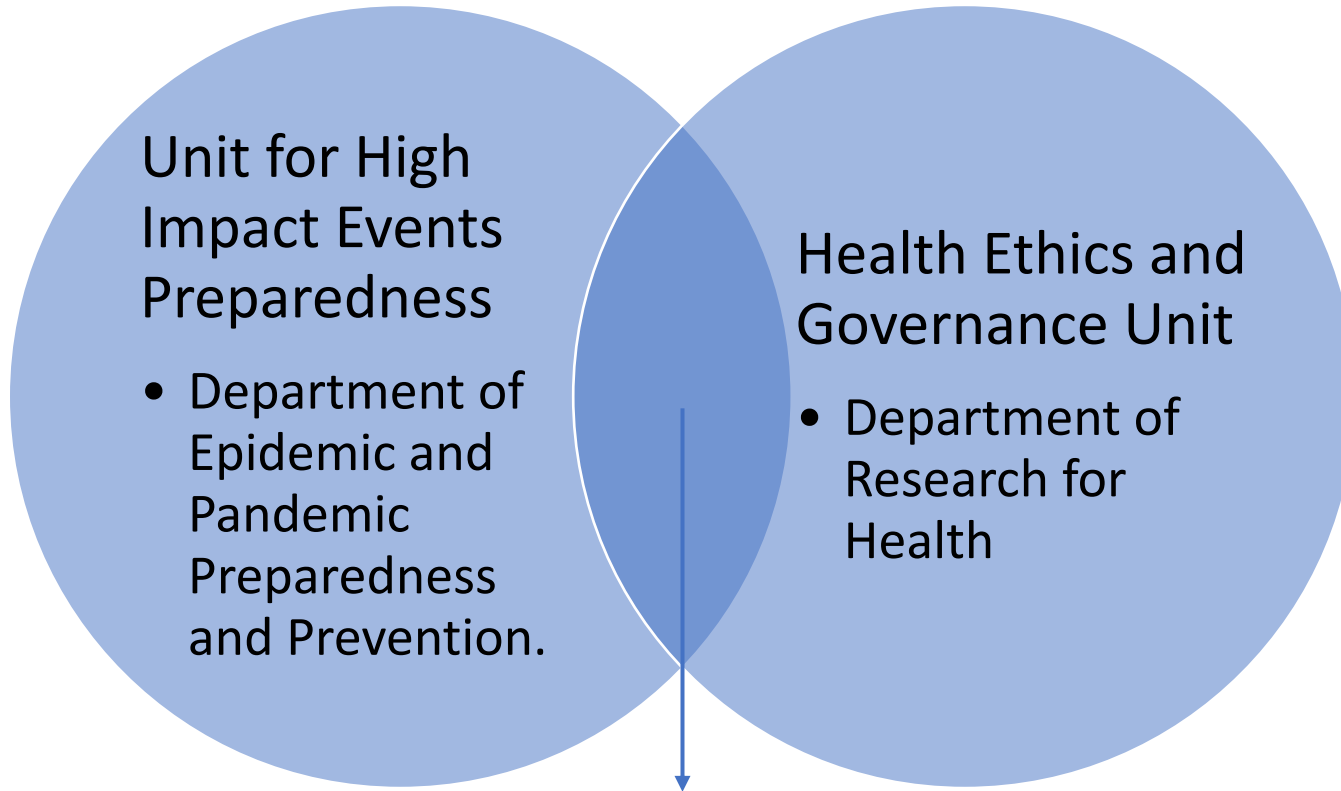 Unit for High
Impact Events
Preparedness
• Department of
Epidemic and
Pandemic
Preparedness
and Prevention.
Health Ethics and
Governance Unit
• Department of
Research for
Health